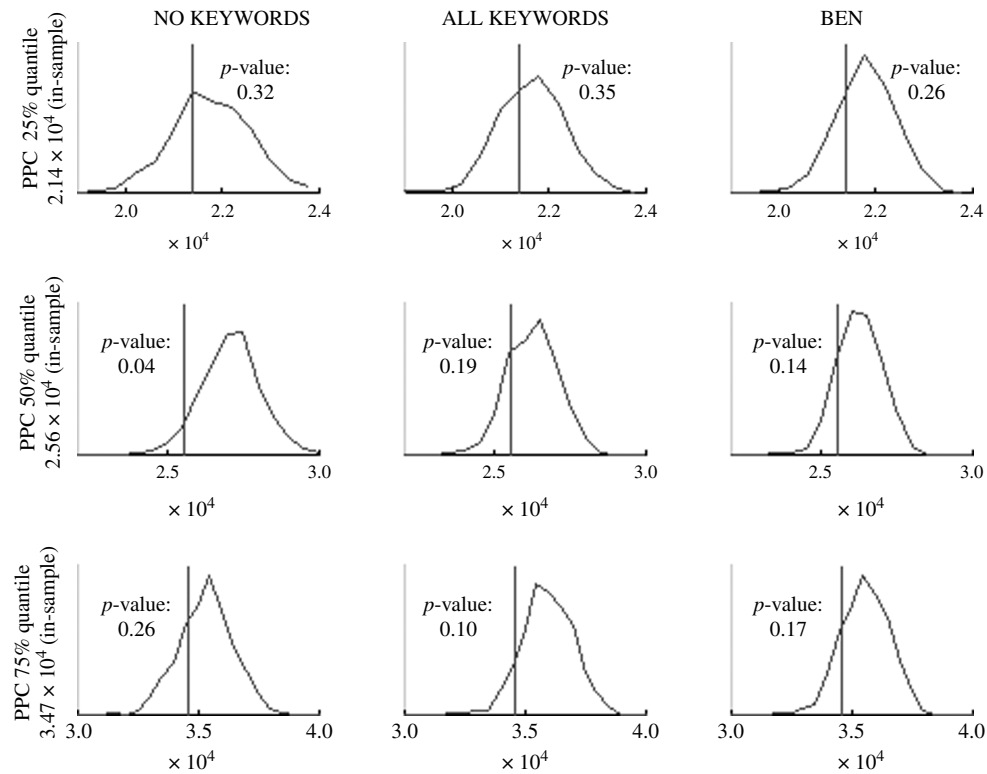 NO KEYWORDS
ALL KEYWORDS
BEN
PPC 25% quantile
2.14 × 10⁴ (in-sample)
p-value:
0.32
2.0 2.2 2.4
× 10⁴
p-value:
0.35
2.0 2.2 2.4
× 10⁴
p-value:
0.26
2.0 2.2 2.4
× 10⁴
PPC 50% quantile
2.56 × 10⁴ (in-sample)
p-value:
0.04
2.5 3.0
× 10⁴
p-value:
0.19
2.5 3.0
× 10⁴
p-value:
0.14
2.5 3.0
× 10⁴
PPC 75% quantile
3.47 × 10⁴ (in-sample)
p-value:
0.26
3.0 3.5 4.0
× 10⁴
p-value:
0.10
3.0 3.5 4.0
× 10⁴
p-value:
0.17
3.0 3.5 4.0
× 10⁴